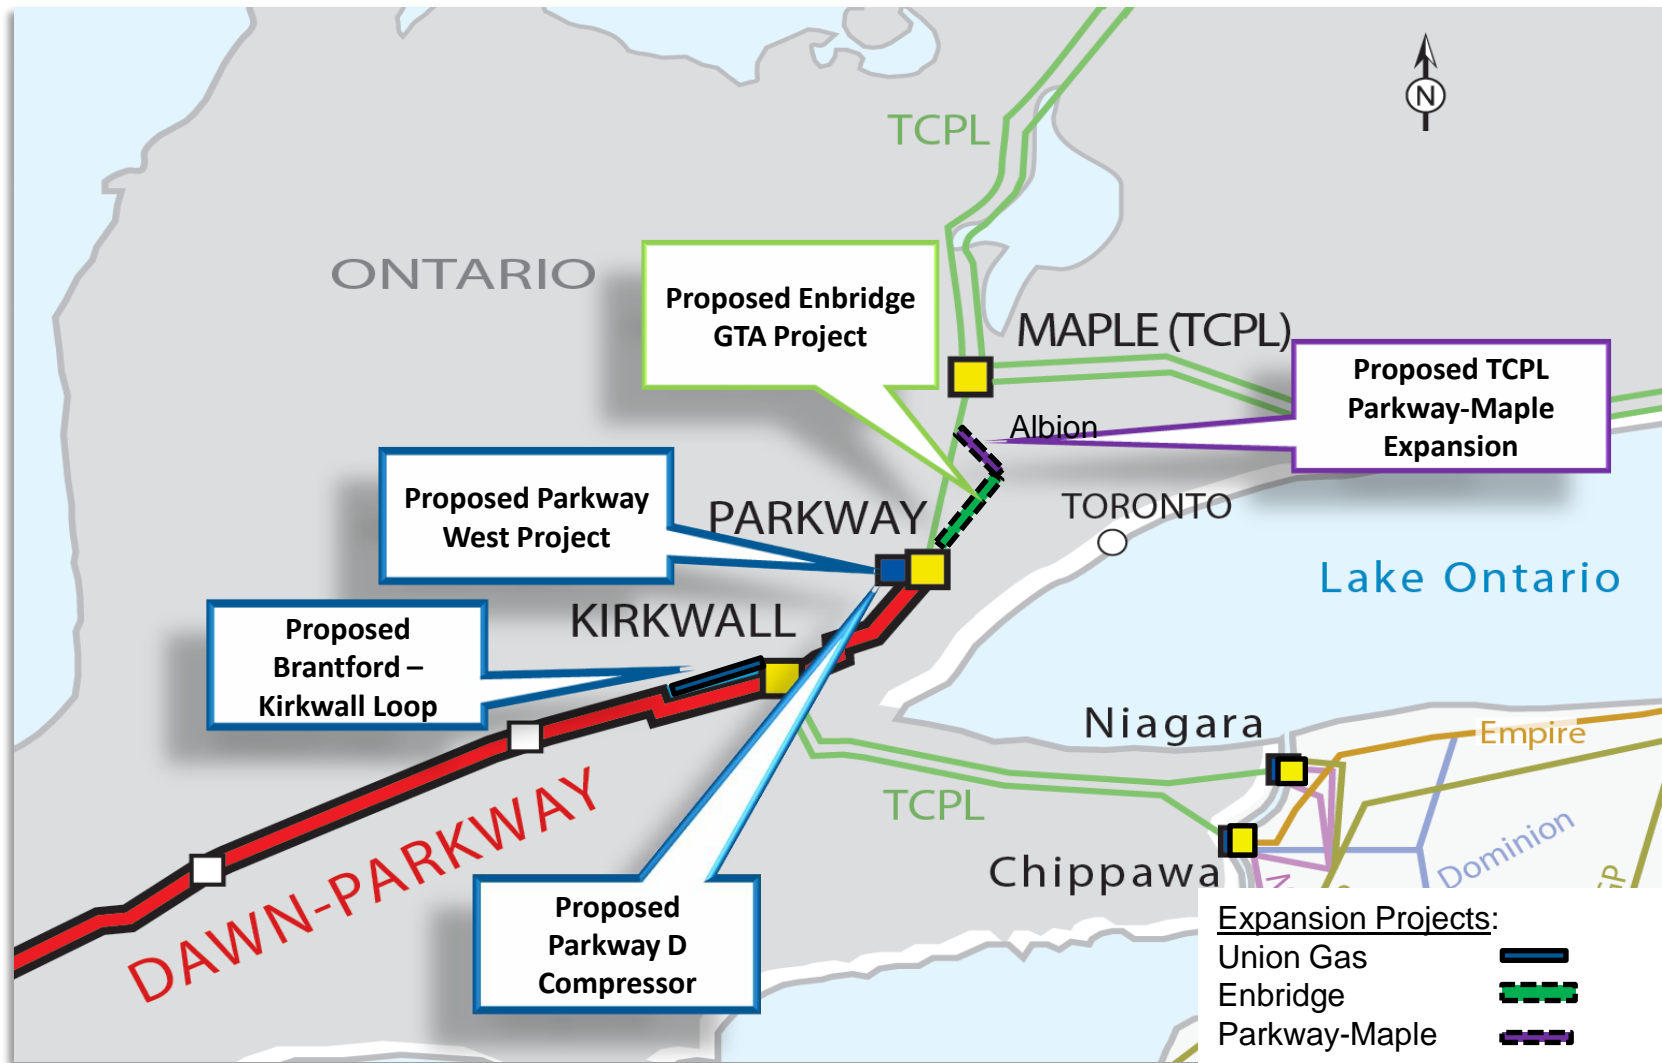 N
TCPL
ONTARIO
Proposed Enbridge
GTA Project
MAPLE (TCPL)
Proposed TCPL
Parkway-Maple
Expansion
Albion
Proposed Parkway
West Project
PARKWAY
TORONTO
Lake Ontario
KIRKWALL
Proposed
Brantford –
Kirkwall Loop
Niagara
Empire
TCPL
DAWN-PARKWAY
Chippawa
Dominion
GP
Proposed
Parkway D
Compressor
Expansion Projects:
Union Gas
Enbridge
Parkway-Maple